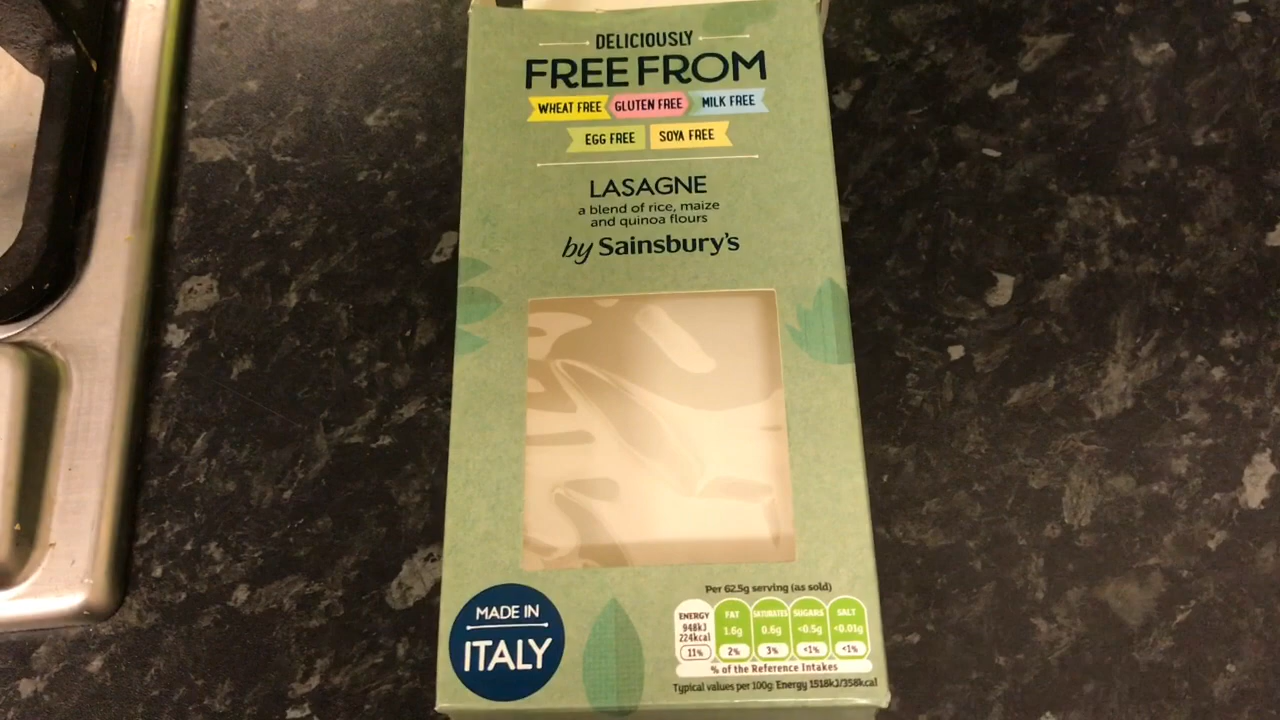 DELICIOUSLY
FREE FROM
WHEAT FREE GLUTEN FREE MILK FREE
EGG FREE SOYA FREE
LASAGNE
a blend of rice, maize
and quinoa flours
by Sainsbury's
MADE IN
ITALY
Per 62.5g serving (as sold)
ENERGY FAT SATURATES SUGARS SALT
948kJ
224kcal 1.6g 0.6g <0.5g <0.01g
11% 2% 3% <1% <1%
% of the Reference Intakes
Typical values per 100g: Energy 1518kJ/358kcal